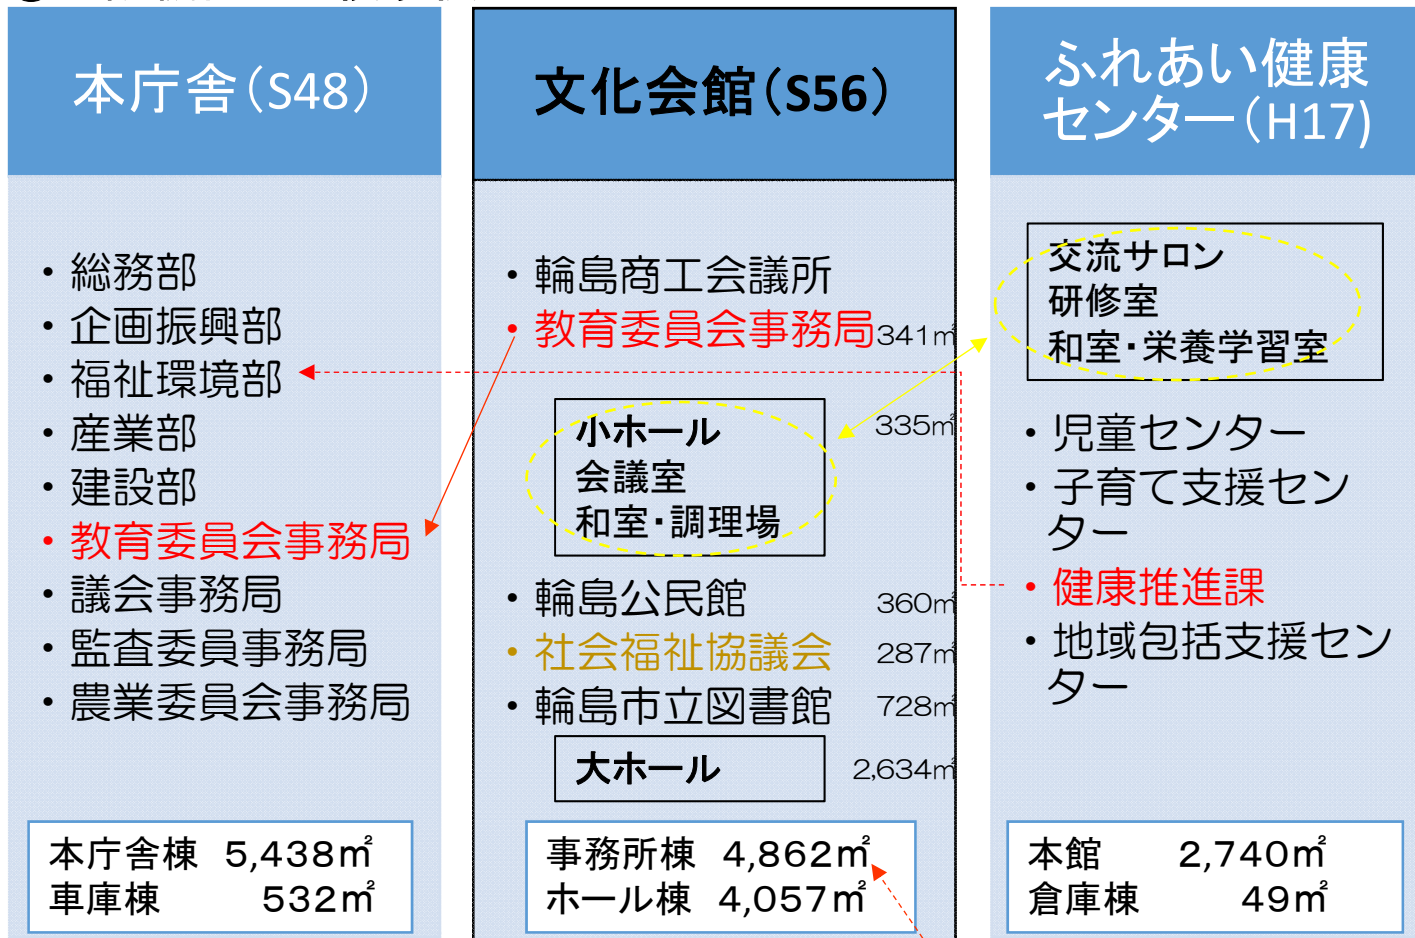 本庁舎(S48)
・総務部
・企画振興部
・福祉環境部
・産業部
・建設部
・教育委員会事務局
・議会事務局
・監査委員事務局
・農業委員会事務局
本庁舎棟 5,438㎡
車庫棟 532㎡
文化会館(S56)
・輪島商工会議所
・教育委員会事務局 341㎡
小ホール 335㎡
会議室
和室・調理場
・輪島公民館 360㎡
・社会福祉協議会 287㎡
・輪島市立図書館 728㎡
大ホール 2,634㎡
事務所棟 4,862㎡
ホール棟 4,057㎡
ふれあい健康
センター(H17)
交流サロン
研修室
和室・栄養学習室
・児童センター
・子育て支援セン
ター
・健康推進課
・地域包括支援セン
ター
本館 2,740㎡
倉庫棟 49㎡